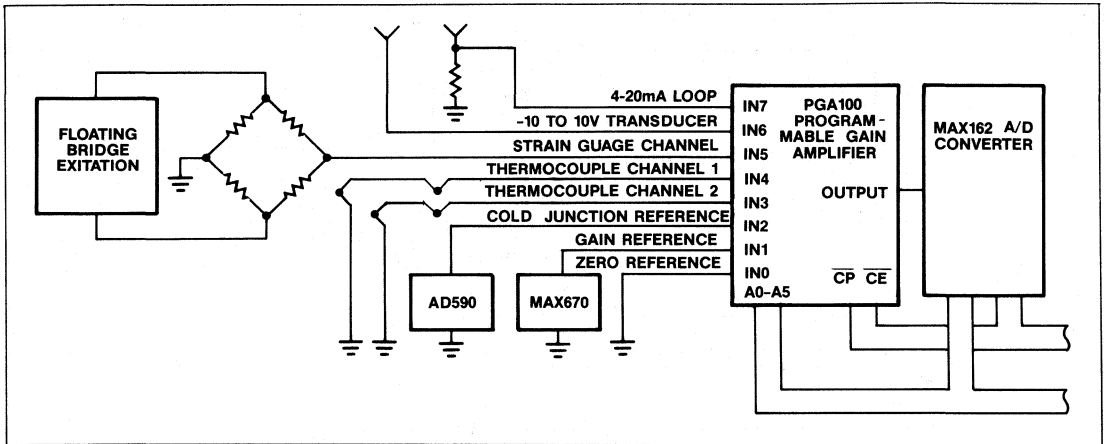 FLOATING
BRIDGE
EXITATION
4-20mA LOOP
-10 TO 10V TRANSDUCER
STRAIN GUAGE CHANNEL
THERMOCOUPLE CHANNEL 1
THERMOCOUPLE CHANNEL 2
COLD JUNCTION REFERENCE
GAIN REFERENCE
ZERO REFERENCE
AD590
MAX670
IN7
IN6
IN5
IN4
IN3
IN2
IN1
IN0
A0-A5
PGA100
PROGRAM-
MABLE GAIN
AMPLIFIER
OUTPUT
CP CE
MAX162 A/D
CONVERTER